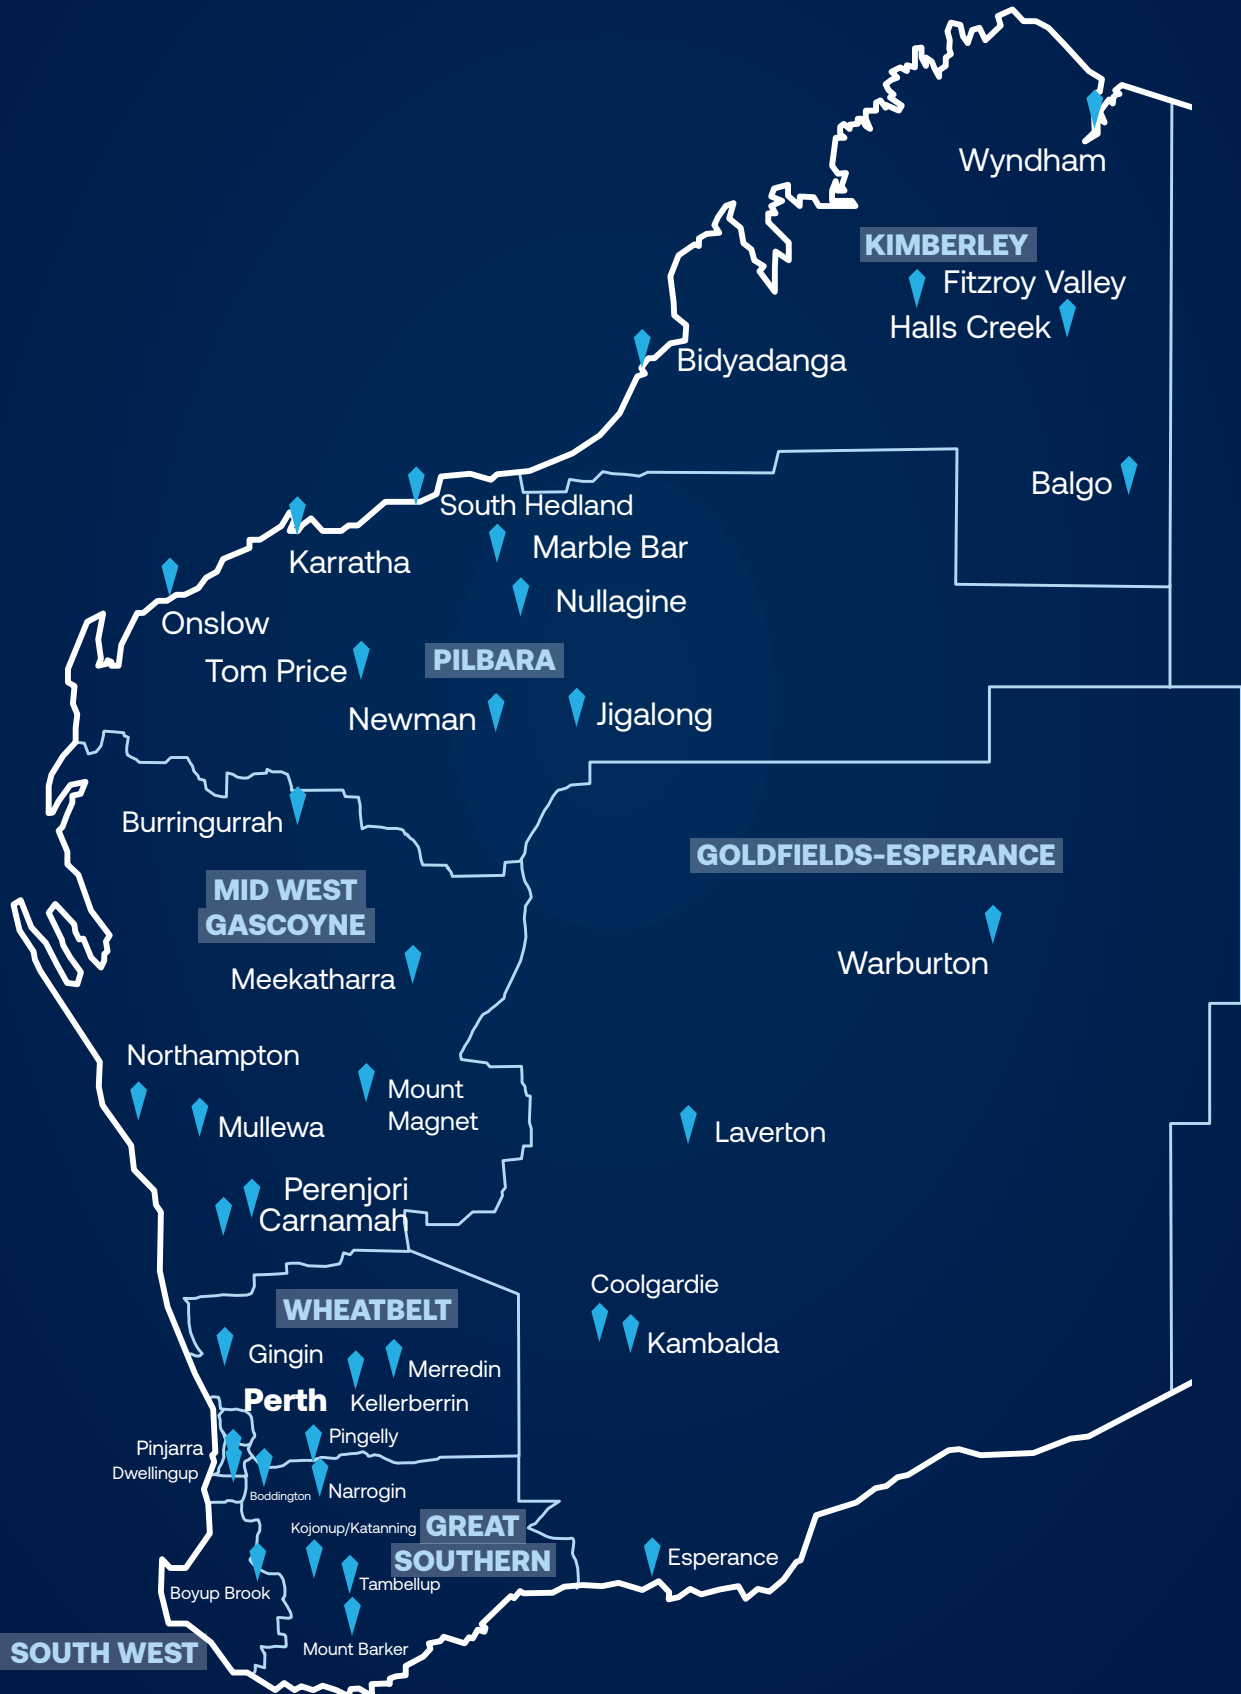 Wyndham
KIMBERLEY
Fitzroy Valley
Halls Creek
Bidyadanga
Balgo
South Hedland
Marble Bar
Karratha
Nullagine
Onslow
PILBARA
Tom Price
Newman
Jigalong
Burringurrah
GOLDFIELDS-ESPERANCE
MID WEST
GASCOYNE
Warburton
Meekatharra
Northampton
Mount
Magnet
Mullewa
Laverton
Perenjori
Carnamah
Coolgardie
WHEATBELT
Kambalda
Gingin
Merredin
Perth
Kellerberrin
Pingelly
Pinjarra
Dwellingup
Boddington
Narrogin
Kojonup/Katanning
GREAT
SOUTHERN
Esperance
Tambellup
Boyup Brook
Mount Barker
SOUTH WEST